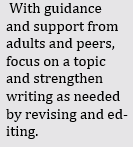 With guidance
and support from
adults and peers,
focus on a topic
and strengthen
writing as needed
by revising and ed-
iting.